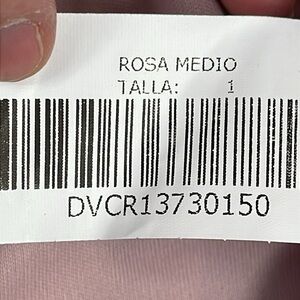 ROSA MEDIO
TALLA: 1
DVCR13730150